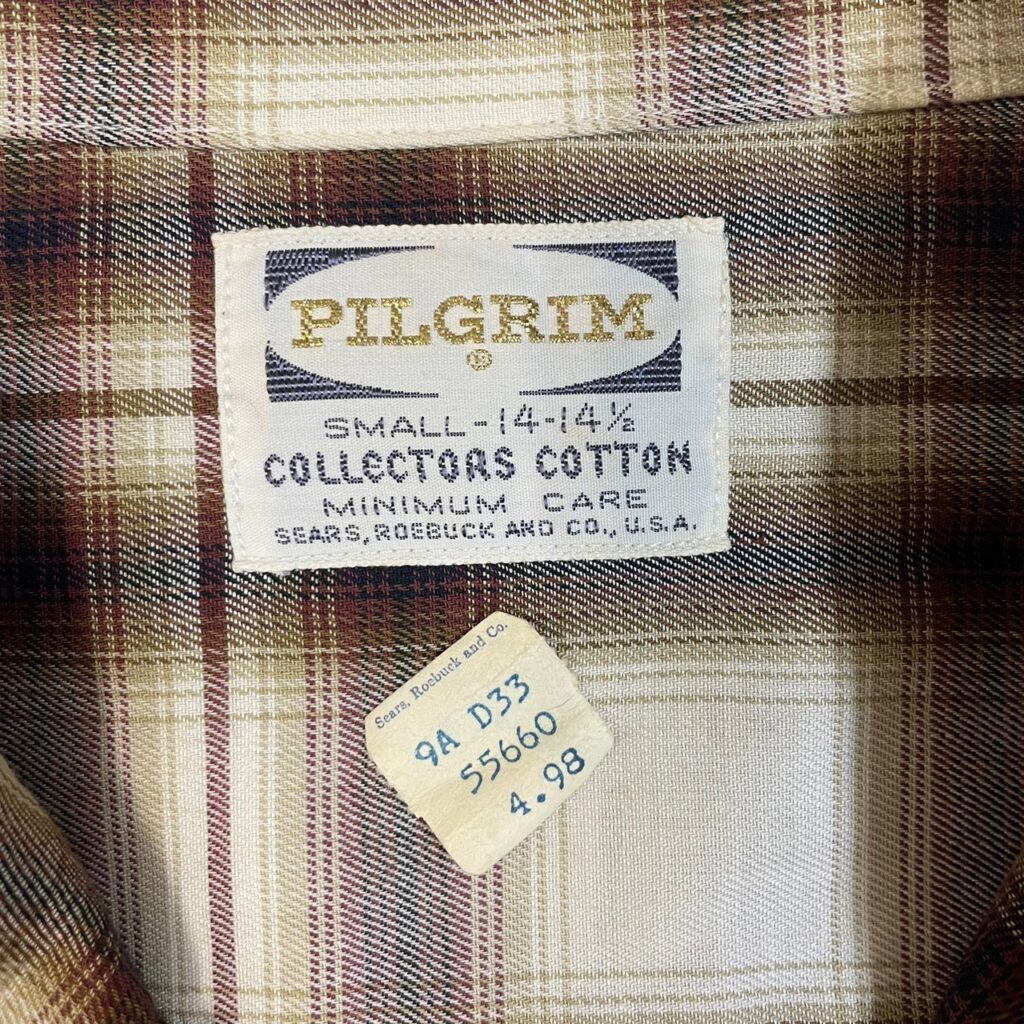 PILGRIM
®
SMALL-14-14½
COLLECTORS COTTON
MINIMUM CARE
SEARS, ROEBUCK AND CO., U.S.A.
Sears, Roebuck and Co.
9A D33
55660
4.98